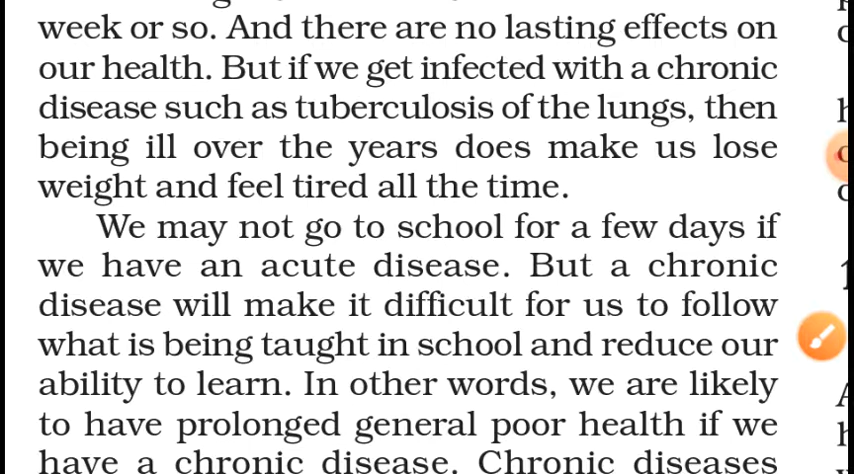 week or so. And there are no lasting effects on
our health. But if we get infected with a chronic
disease such as tuberculosis of the lungs, then
being ill over the years does make us lose
weight and feel tired all the time.
We may not go to school for a few days if
we have an acute disease. But a chronic
disease will make it difficult for us to follow
what is being taught in school and reduce our
ability to learn. In other words, we are likely
to have prolonged general poor health if we
have a chronic disease. Chronic diseases